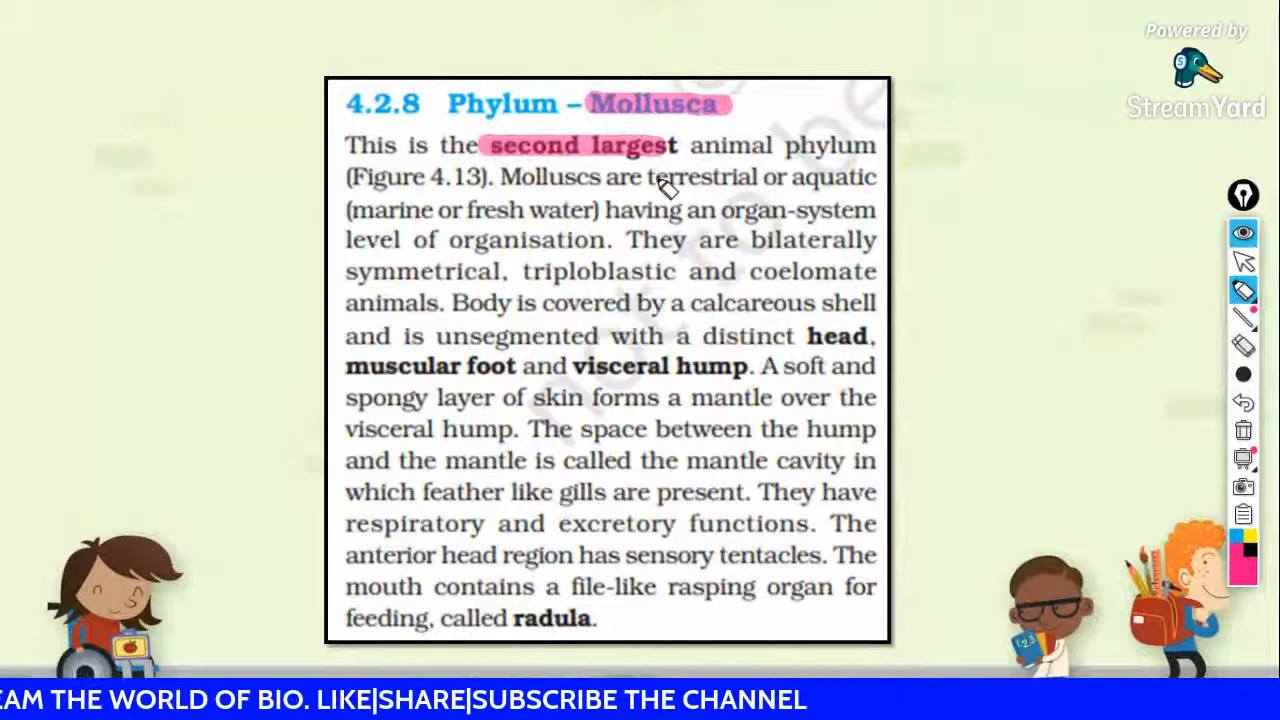 Powered by
StreamYard
4.2.8 Phylum – Mollusca
This is the second largest animal phylum
(Figure 4.13). Molluscs are terrestrial or aquatic
(marine or fresh water) having an organ-system
level of organisation. They are bilaterally
symmetrical, triploblastic and coelomate
animals. Body is covered by a calcareous shell
and is unsegmented with a distinct head,
muscular foot and visceral hump. A soft and
spongy layer of skin forms a mantle over the
visceral hump. The space between the hump
and the mantle is called the mantle cavity in
which feather like gills are present. They have
respiratory and excretory functions. The
anterior head region has sensory tentacles. The
mouth contains a file-like rasping organ for
feeding, called radula.
1 2 3
EAM THE WORLD OF BIO. LIKE|SHARE|SUBSCRIBE THE CHANNEL